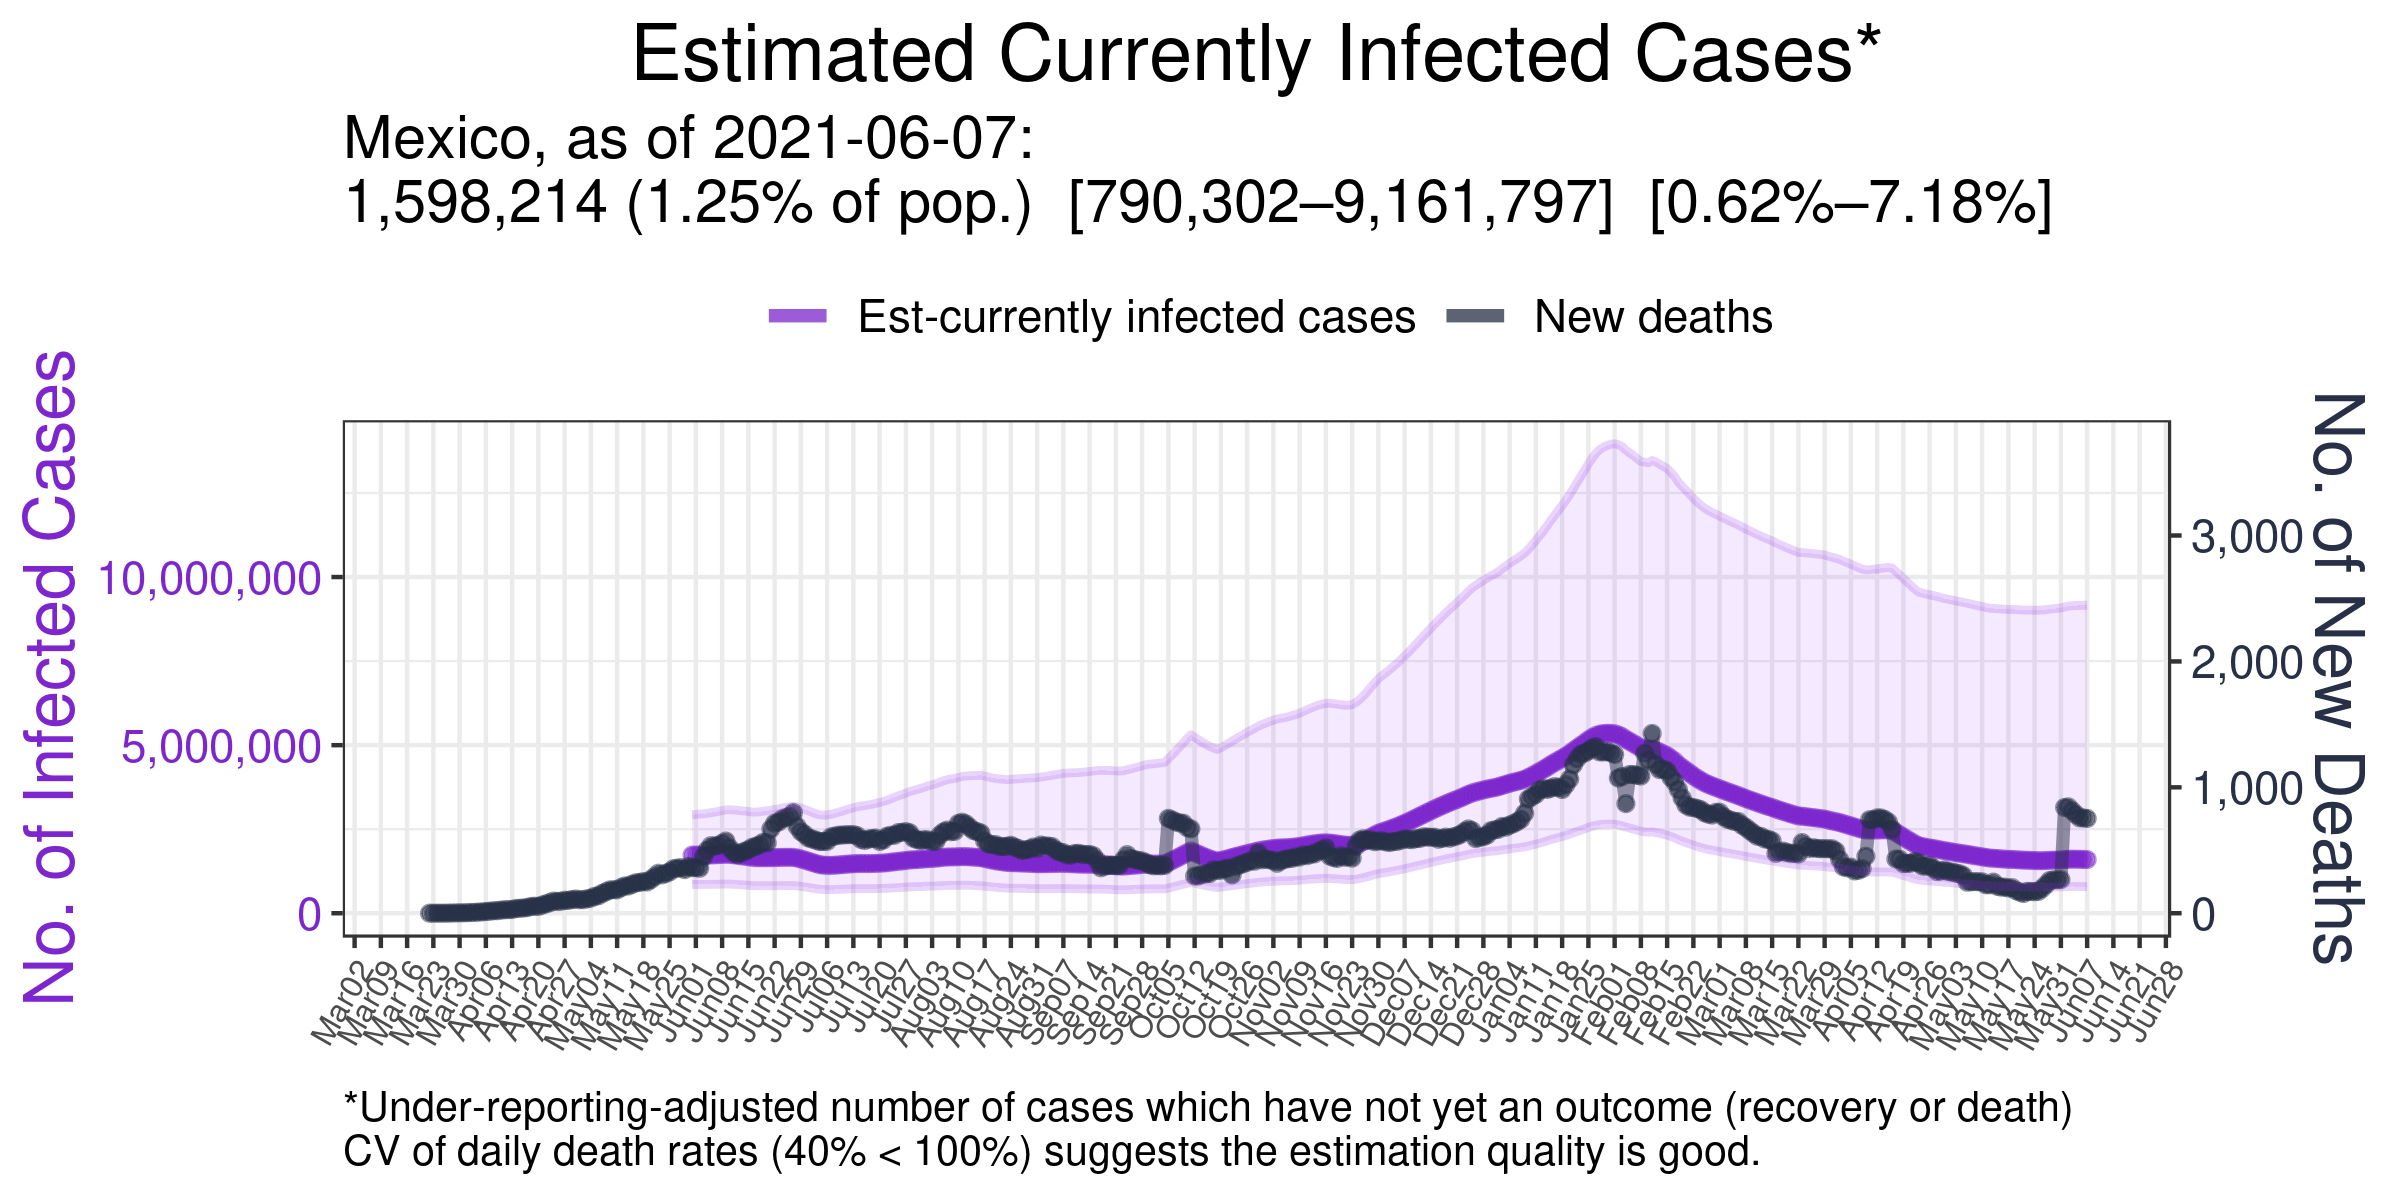 Estimated Currently Infected Cases*
Mexico, as of 2021-06-07:
1,598,214 (1.25% of pop.) [790,302–9,161,797] [0.62%–7.18%]
Est-currently infected cases
New deaths
No. of Infected Cases
10,000,000
5,000,000
0
3,000
2,000
1,000
0
No. of New Deaths
Mar02
Mar09
Mar16
Mar23
Mar30
Apr06
Apr13
Apr20
Apr27
May04
May11
May18
May25
Jun01
Jun08
Jun15
Jun22
Jun29
Jul06
Jul13
Jul20
Jul27
Aug03
Aug10
Aug17
Aug24
Aug31
Sep07
Sep14
Sep21
Sep28
Oct05
Oct12
Oct19
Oct26
Nov02
Nov09
Nov16
Nov23
Nov30
Dec07
Dec14
Dec21
Dec28
Jan04
Jan11
Jan18
Jan25
Feb01
Feb08
Feb15
Feb22
Mar01
Mar08
Mar15
Mar22
Mar29
Apr05
Apr12
Apr19
Apr26
May03
May10
May17
May24
May31
Jun07
Jun14
Jun21
Jun28
*Under-reporting-adjusted number of cases which have not yet an outcome (recovery or death)
CV of daily death rates (40% < 100%) suggests the estimation quality is good.